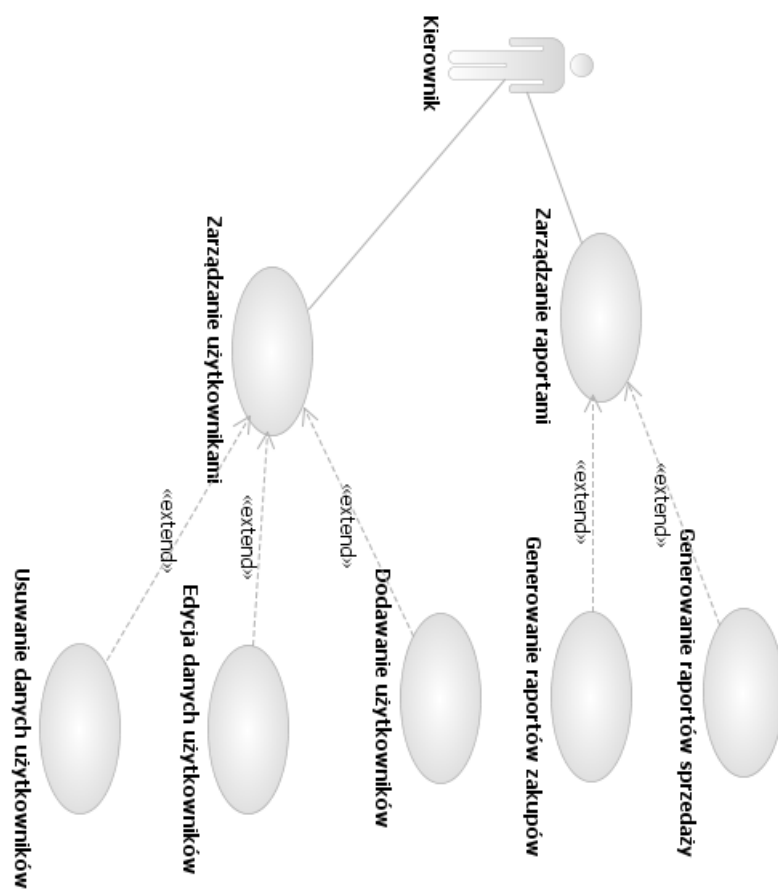 Kierownik
Zarządzanie raportami
Zarządzanie użytkownikami
«extend»
«extend»
«extend»
«extend»
«extend»
Generowanie raportów sprzedaży
Generowanie raportów zakupów
Dodawanie użytkowników
Edycja danych użytkowników
Usuwanie danych użytkowników